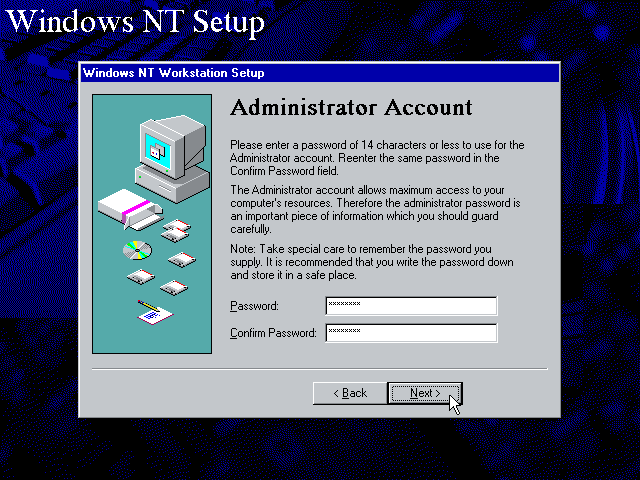 Windows NT Setup
Windows NT Workstation Setup
Administrator Account
Please enter a password of 14 characters or less to use for the
Administrator account. Reenter the same password in the
Confirm Password field.
The Administrator account allows maximum access to your
computer's resources. Therefore the administrator password is
an important piece of information which you should guard
carefully.
Note: Take special care to remember the password you
supply. It is recommended that you write the password down
and store it in a safe place.
Password: ********
Confirm Password: ********
< Back Next >